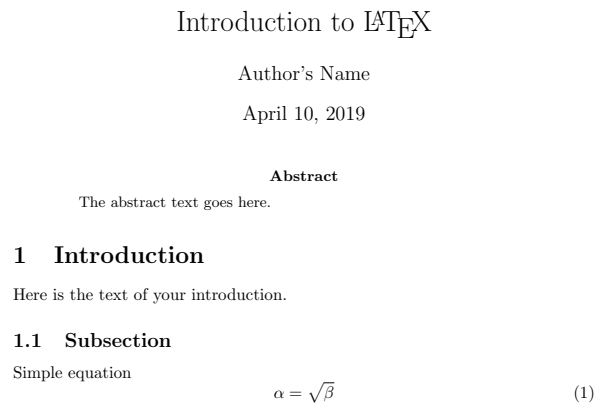 Introduction to LATEX
Author's Name
April 10, 2019
Abstract
The abstract text goes here.
1 Introduction
Here is the text of your introduction.
1.1 Subsection
Simple equation
α = √β (1)